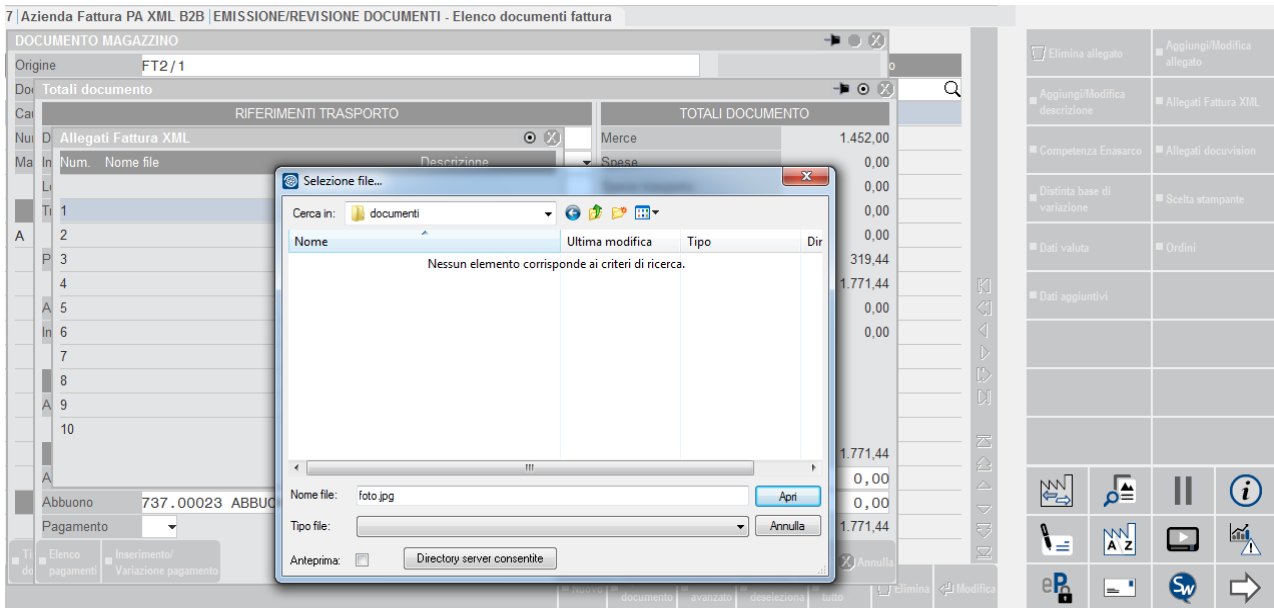 7 | Azienda Fattura PA XML B2B | EMISSIONE/REVISIONE DOCUMENTI - Elenco documenti fattura
DOCUMENTO MAGAZZINO
Origine FT2/1
Totali documento
RIFERIMENTI TRASPORTO TOTALI DOCUMENTO
Allegati Fattura XML
Merce 1.452,00
Num. Nome file Descrizione
Spese 0,00
0,00
1 0,00
2 0,00
3 319,44
4 1.771,44
5 0,00
6 0,00
7
8
9
10
1.771,44
0,00
Abbuono 737.00023 0,00
Pagamento 1.771,44
Elenco pagamenti
Inserimento/
Variazione pagamento
Annulla
Selezione file...
Cerca in: documenti
Nome Ultima modifica Tipo
Nessun elemento corrisponde ai criteri di ricerca.
Nome file: foto.jpg Apri
Tipo file: Annulla
Anteprima: Directory server consentite
Nuovo documento avanzato deseleziona tutto Elimina Modifica
Elimina allegato
Aggiungi/Modifica
allegato
Aggiungi/Modifica
descrizione
Allegati Fattura XML
Competenza Enasarco
Allegati docuvision
Distinta base di
variazione
Scelta stampante
Dati valuta
Ordini
Dati aggiuntivi
A Z
eP
Sw